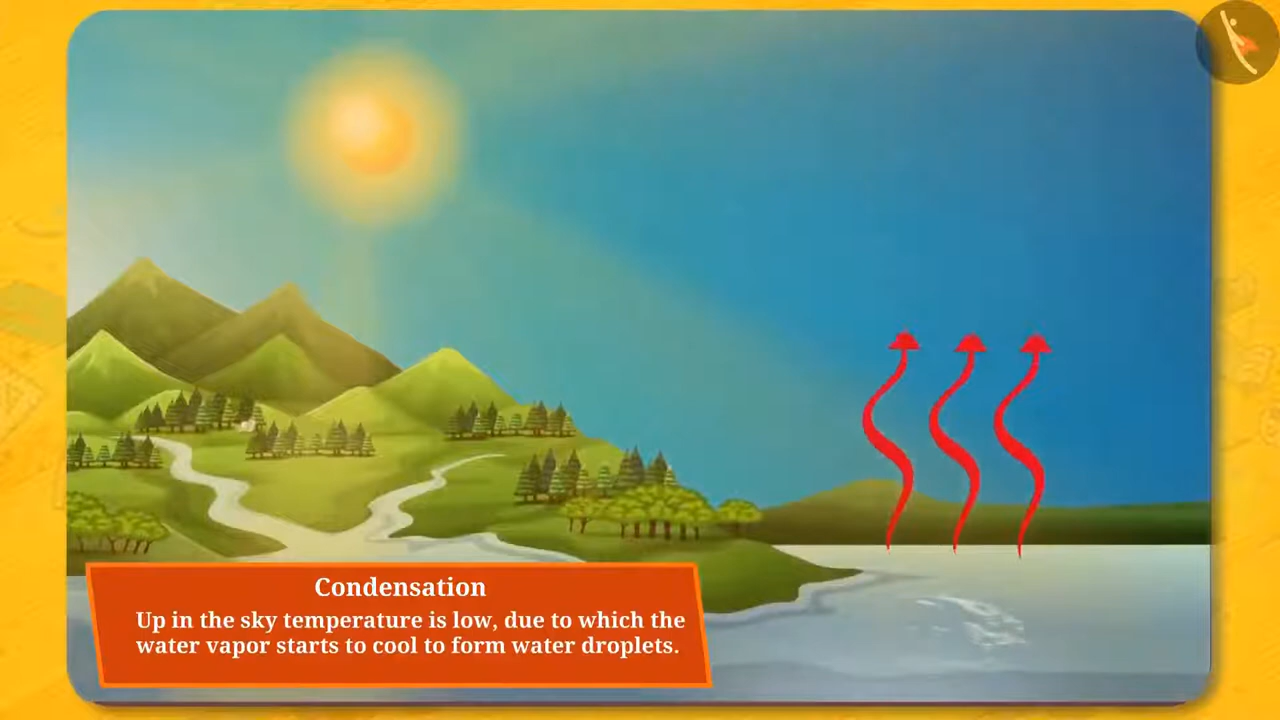 Condensation
Up in the sky temperature is low, due to which the
water vapor starts to cool to form water droplets.